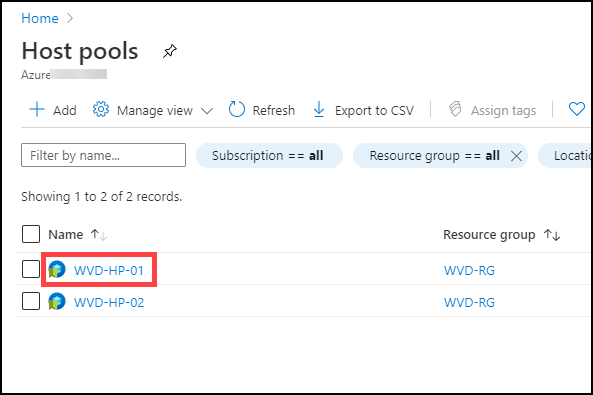 Home >
Host pools
Azure
Add Manage view Refresh Export to CSV Assign tags
Filter by name... Subscription == all Resource group == all Locatio
Showing 1 to 2 of 2 records.
Name Resource group
WVD-HP-01 WVD-RG
WVD-HP-02 WVD-RG